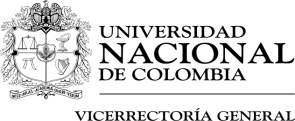 UNIVERSIDAD
NACIONAL
DE COLOMBIA
VICERRECTORÍA GENERAL